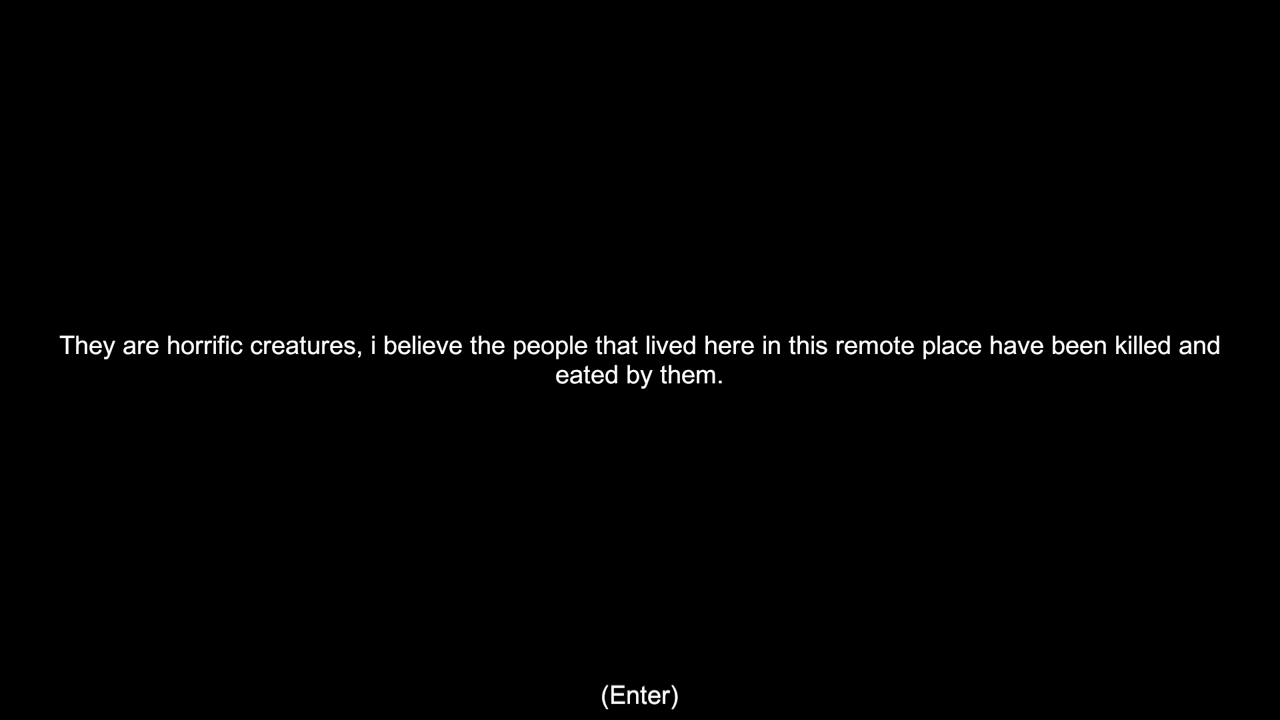 They are horrific creatures, i believe the people that lived here in this remote place have been killed and
eated by them.
(Enter)